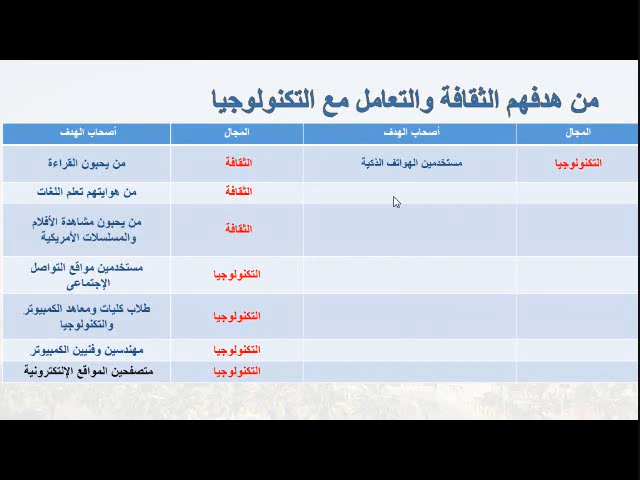 من هدفهم الثقافة والتعامل مع التكنولوجيا
المجال
أصحاب الهدف
المجال
أصحاب الهدف
التكنولوجيا
مستخدمين الهواتف الذكية
الثقافة
من يحبون القراءة
الثقافة
من هوايتهم تعلم اللغات
الثقافة
من يحبون مشاهدة الأفلام
والمسلسلات الأمريكية
التكنولوجيا
مستخدمين مواقع التواصل
الإجتماعى
التكنولوجيا
طلاب كليات ومعاهد الكمبيوتر
والتكنولوجيا
التكنولوجيا
مهندسين وفنيين الكمبيوتر
التكنولوجيا
متصفحين المواقع الإلكترونية